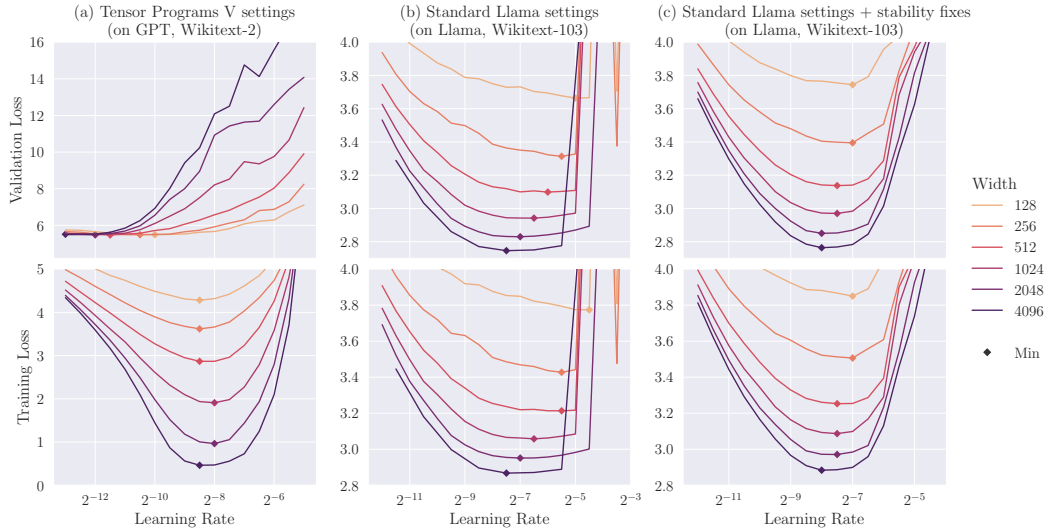 (a) Tensor Programs V settings
(on GPT, Wikitext-2)
(b) Standard Llama settings
(on Llama, Wikitext-103)
(c) Standard Llama settings + stability fixes
(on Llama, Wikitext-103)
Validation Loss
16
14
12
10
8
6
4.0
3.8
3.6
3.4
3.2
3.0
2.8
4.0
3.8
3.6
3.4
3.2
3.0
2.8
Training Loss
5
4
3
2
1
0
4.0
3.8
3.6
3.4
3.2
3.0
2.8
4.0
3.8
3.6
3.4
3.2
3.0
2.8
2⁻¹² 2⁻¹⁰ 2⁻⁸ 2⁻⁶
Learning Rate
2⁻¹¹ 2⁻⁹ 2⁻⁷ 2⁻⁵ 2⁻³
Learning Rate
2⁻¹¹ 2⁻⁹ 2⁻⁷ 2⁻⁵
Learning Rate
Width
128
256
512
1024
2048
4096
Min